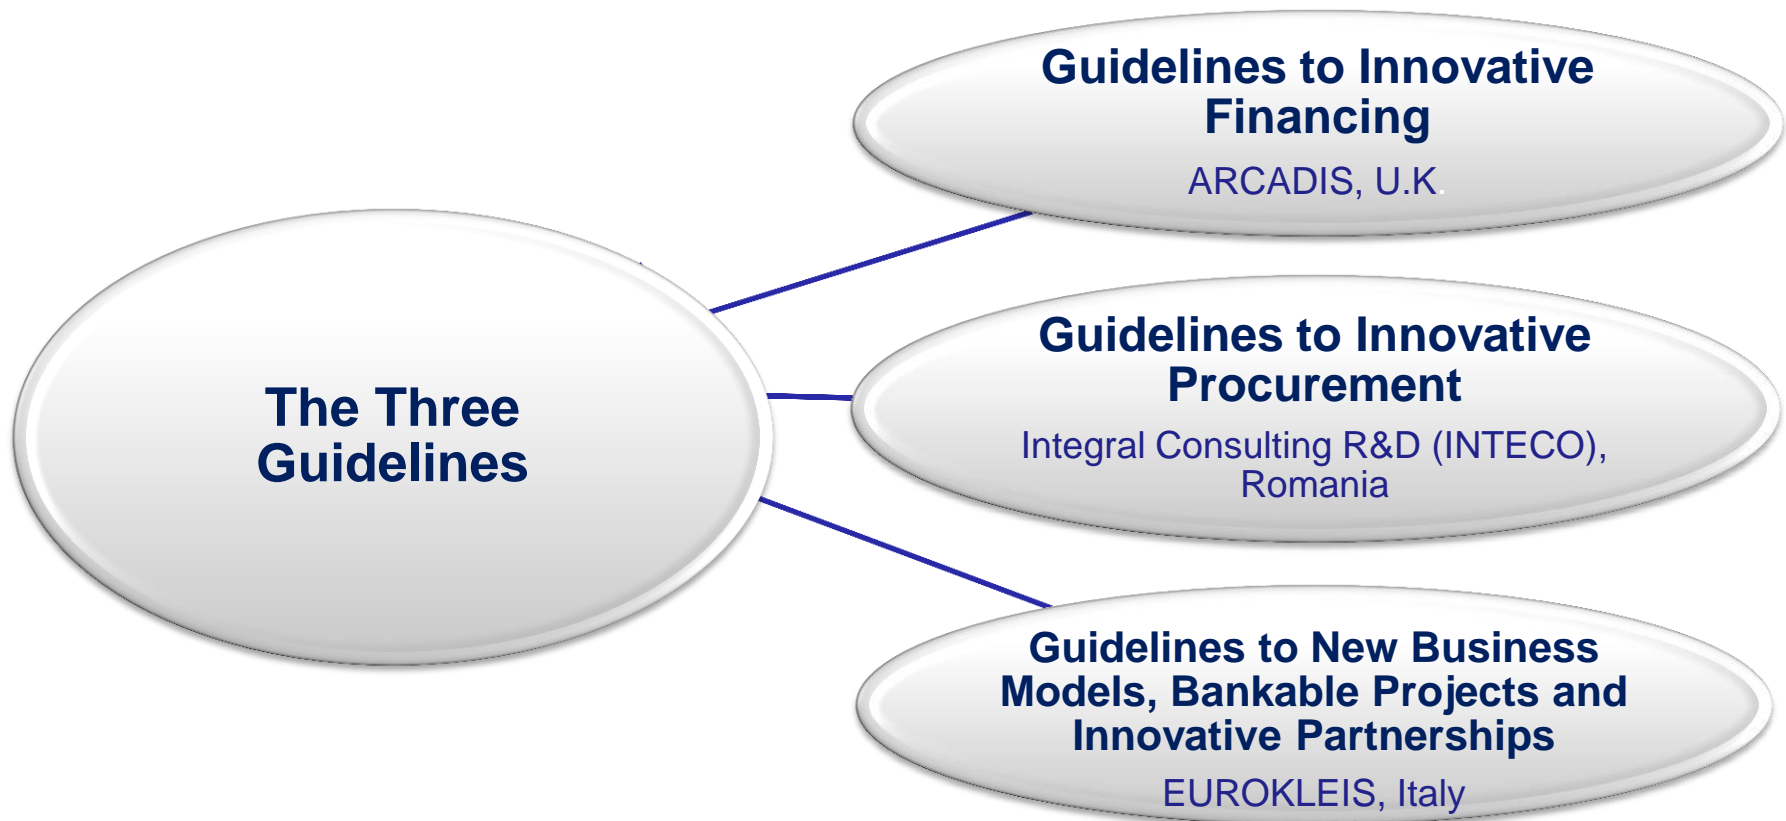 The Three
Guidelines
Guidelines to Innovative
Financing
ARCADIS, U.K.
Guidelines to Innovative
Procurement
Integral Consulting R&D (INTECO),
Romania
Guidelines to New Business
Models, Bankable Projects and
Innovative Partnerships
EUROKLEIS, Italy